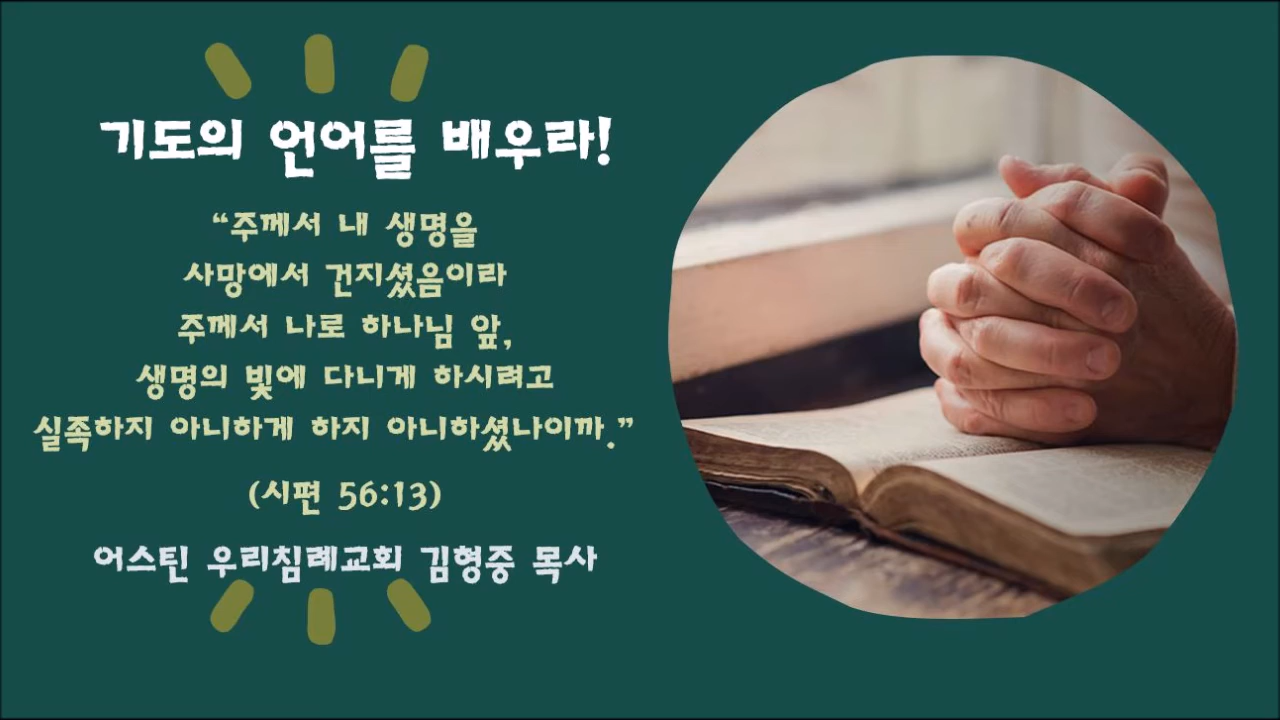 기도의 언어를 배우라!
“주께서 내 생명을
사망에서 건지셨음이라
주께서 나로 하나님 앞,
생명의 빛에 다니게 하시려고
실족하지 아니하게 하지 아니하셨나이까.”
(시편 56:13)
어스틴 우리침례교회 김형중 목사